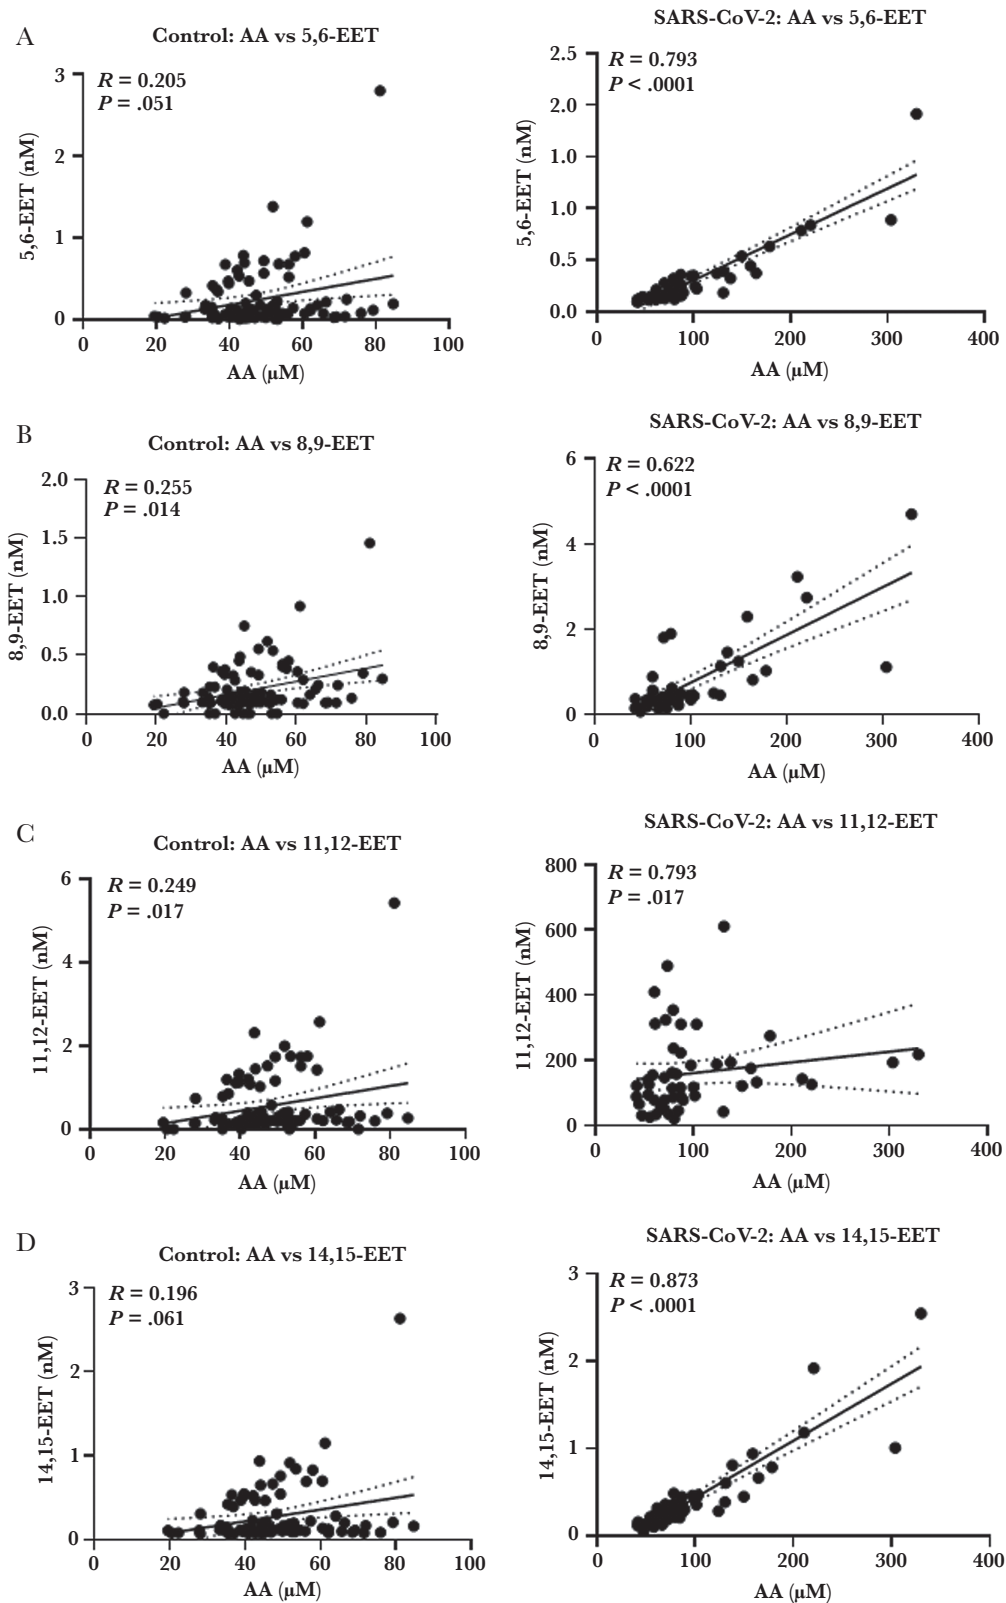 A
Control: AA vs 5,6-EET
R = 0.205
P = .051
5,6-EET (nM)
3
2
1
0
0 20 40 60 80 100
AA (µM)
SARS-CoV-2: AA vs 5,6-EET
R = 0.793
P < .0001
5,6-EET (nM)
2.5
2.0
1.0
1.0
0.5
0.0
0 100 200 300 400
AA (µM)
B
Control: AA vs 8,9-EET
R = 0.255
P = .014
8,9-EET (nM)
2.0
1.5
1.0
0.5
0.0
0 20 40 60 80 100
AA (µM)
SARS-CoV-2: AA vs 8,9-EET
R = 0.622
P < .0001
8,9-EET (nM)
6
4
2
0
0 100 200 300 400
AA (µM)
C
Control: AA vs 11,12-EET
R = 0.249
P = .017
11,12-EET (nM)
6
4
2
0
0 20 40 60 80 100
AA (µM)
SARS-CoV-2: AA vs 11,12-EET
R = 0.793
P = .017
11,12-EET (nM)
800
600
400
200
0
0 100 200 300 400
AA (µM)
D
Control: AA vs 14,15-EET
R = 0.196
P = .061
14,15-EET (nM)
3
2
1
0
0 20 40 60 80 100
AA (µM)
SARS-CoV-2: AA vs 14,15-EET
R = 0.873
P < .0001
14,15-EET (nM)
3
2
1
0
0 100 200 300 400
AA (µM)